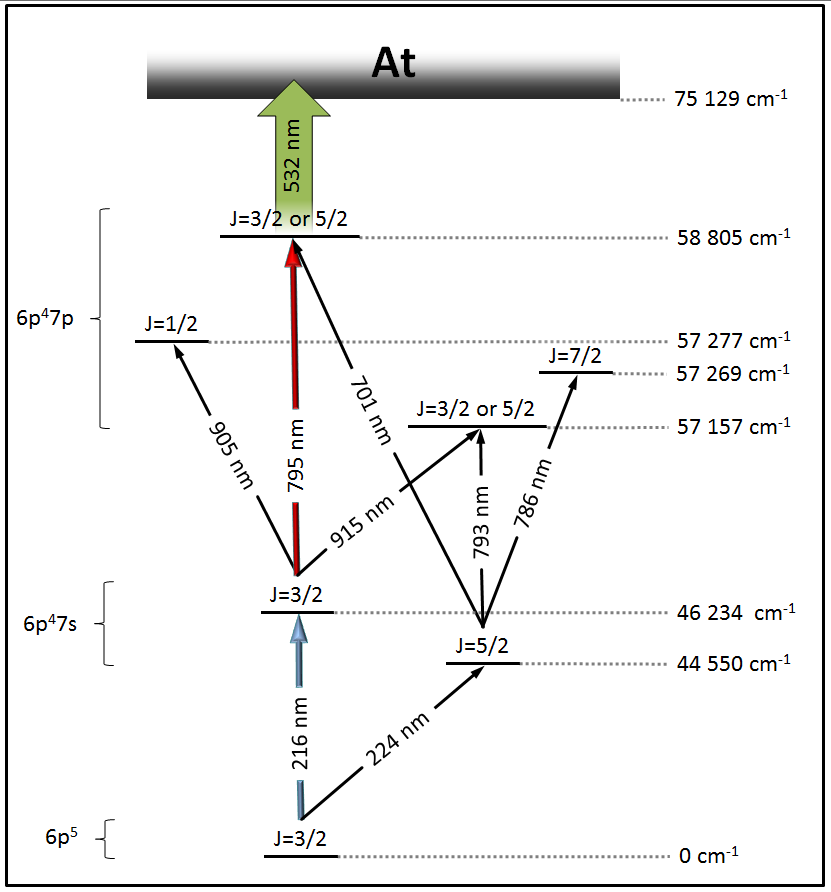 At
75 129 cm-1
532 nm
J=3/2 or 5/2
58 805 cm-1
6p47p
J=1/2
57 277 cm-1
J=7/2
57 269 cm-1
701 nm
J=3/2 or 5/2
57 157 cm-1
905 nm
795 nm
915 nm
793 nm
786 nm
J=3/2
46 234 cm-1
6p47s
J=5/2
44 550 cm-1
216 nm
224 nm
6p5
J=3/2
0 cm-1